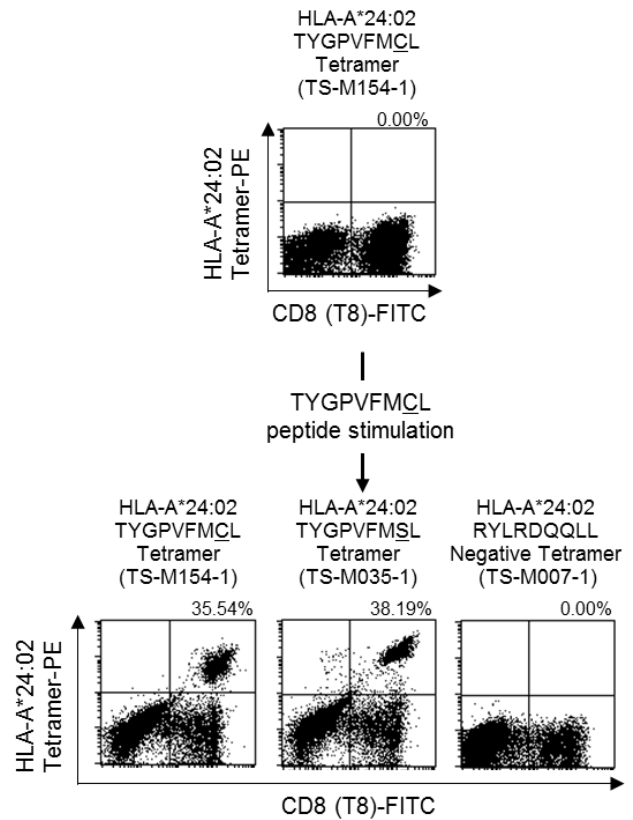 HLA-A*24:02
TYGPVFMCL
Tetramer
(TS-M154-1)
0.00%
HLA-A*24:02
Tetramer-PE
CD8 (T8)-FITC
TYGPVFMCL
peptide stimulation
HLA-A*24:02
TYGPVFMCL
Tetramer
(TS-M154-1)
35.54%
HLA-A*24:02
TYGPVFMSL
Tetramer
(TS-M035-1)
38.19%
HLA-A*24:02
RYLRDQQLL
Negative Tetramer
(TS-M007-1)
0.00%
HLA-A*24:02
Tetramer-PE
CD8 (T8)-FITC